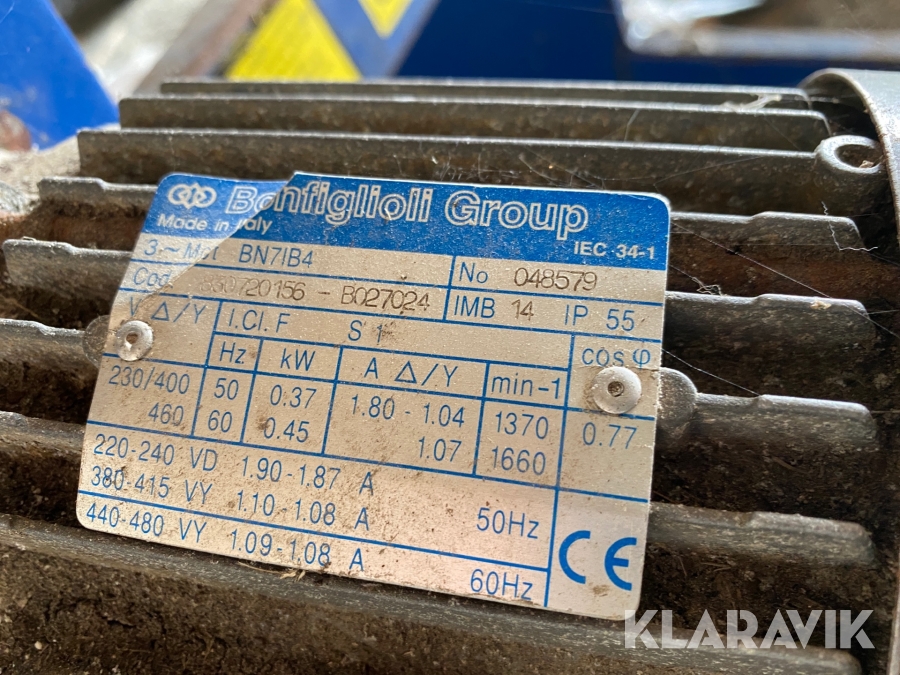 Bonfiglioli Group
Made in Italy
IEC 34-1
3~Mot BN71B4
No 048579
Cod. 830720156 - B027024
IMB 14 IP 55
V Δ/Y I.Cl. F S 1
Hz kW A Δ/Y min-1 cos φ
230/400 50 0.37 1.80 - 1.04 1370 0.77
460 60 0.45 1.07 1660
220-240 VD 1.90-1.87 A
380-415 VY 1.10-1.08 A 50Hz
440-480 VY 1.09-1.08 A 60Hz
CE
KLARAVIK